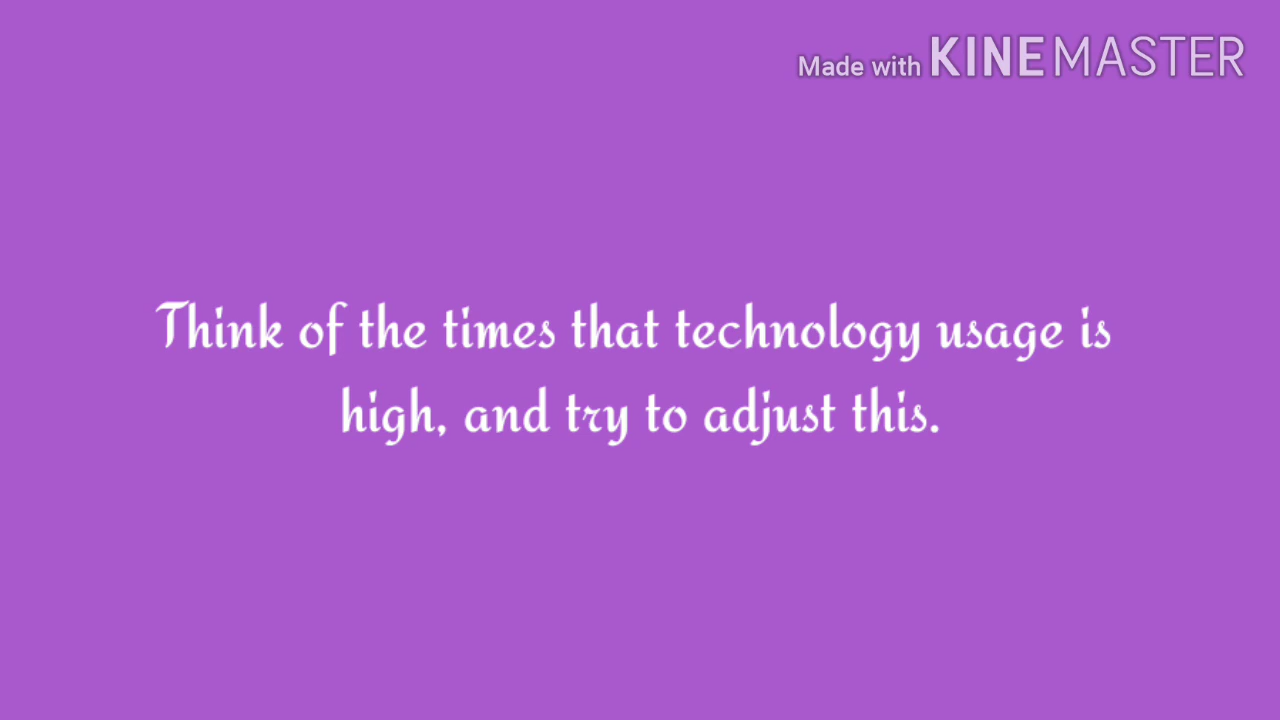 Made with KINEMASTER
Think of the times that technology usage is
high, and try to adjust this.